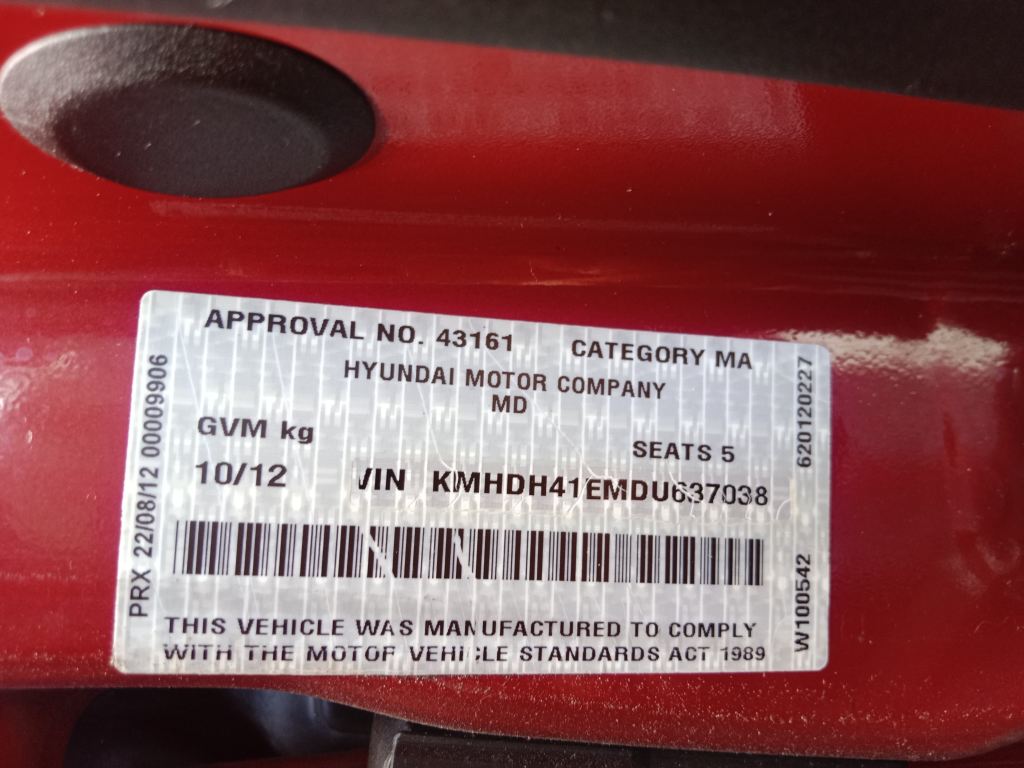 APPROVAL NO. 43161 CATEGORY MA
HYUNDAI MOTOR COMPANY
MD
GVM kg SEATS 5
10/12 VIN KMHDH41EMDU637038
THIS VEHICLE WAS MANUFACTURED TO COMPLY
WITH THE MOTOR VEHICLE STANDARDS ACT 1989
PRX 22/08/12 00009906
620120227
W100542